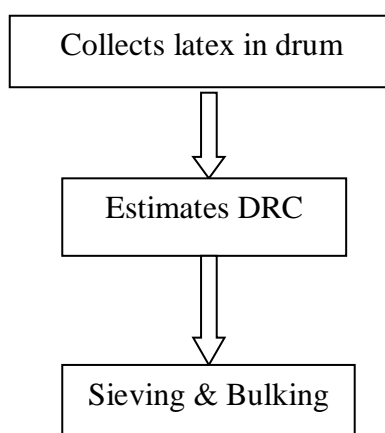 Collects latex in drum
Estimates DRC
Sieving & Bulking